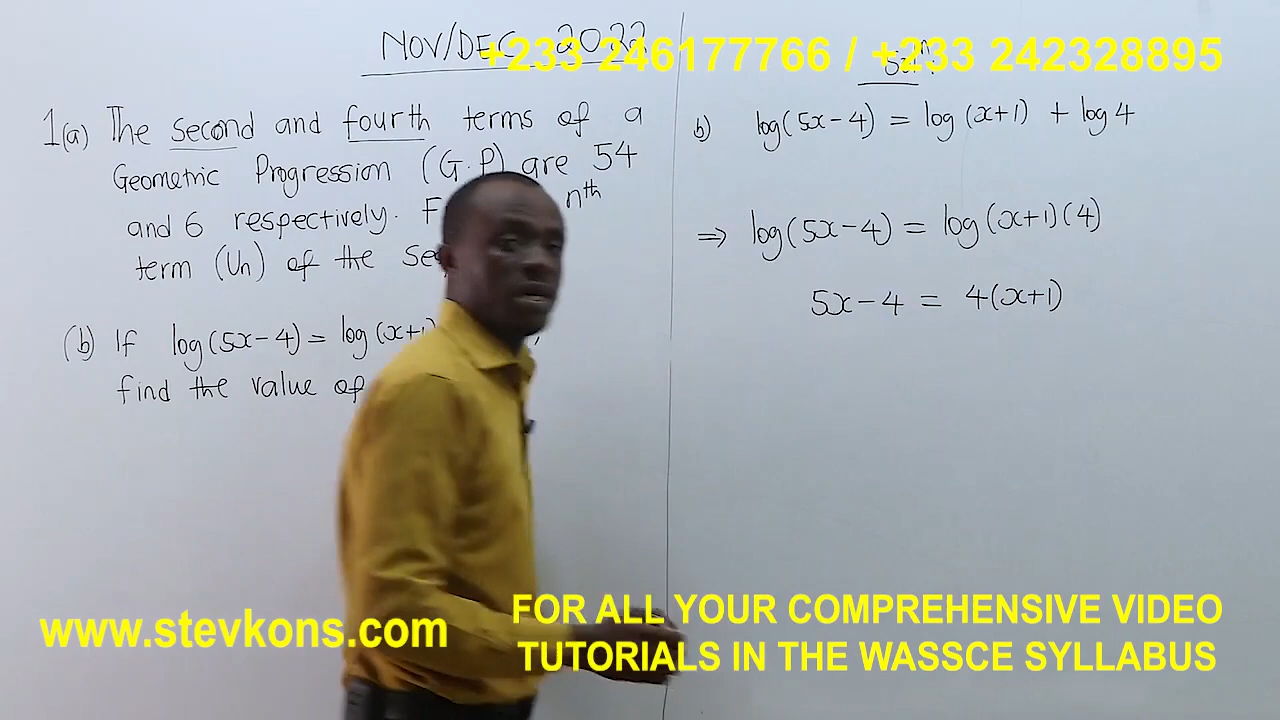 NOV/DEC 2022
+233 246177766 / +233 242328895
Soln.
1(a) The second and fourth terms of a
Geometric Progression (G.P) are 54
and 6 respectively. nth
term (Un) of the
(b) If log(5x-4) = log(x+1)
find the value of
b) log(5x-4) = log(x+1) + log4
⇒ log(5x-4) = log(x+1)(4)
5x-4 = 4(x+1)
www.stevkons.com
FOR ALL YOUR COMPREHENSIVE VIDEO
TUTORIALS IN THE WASSCE SYLLABUS